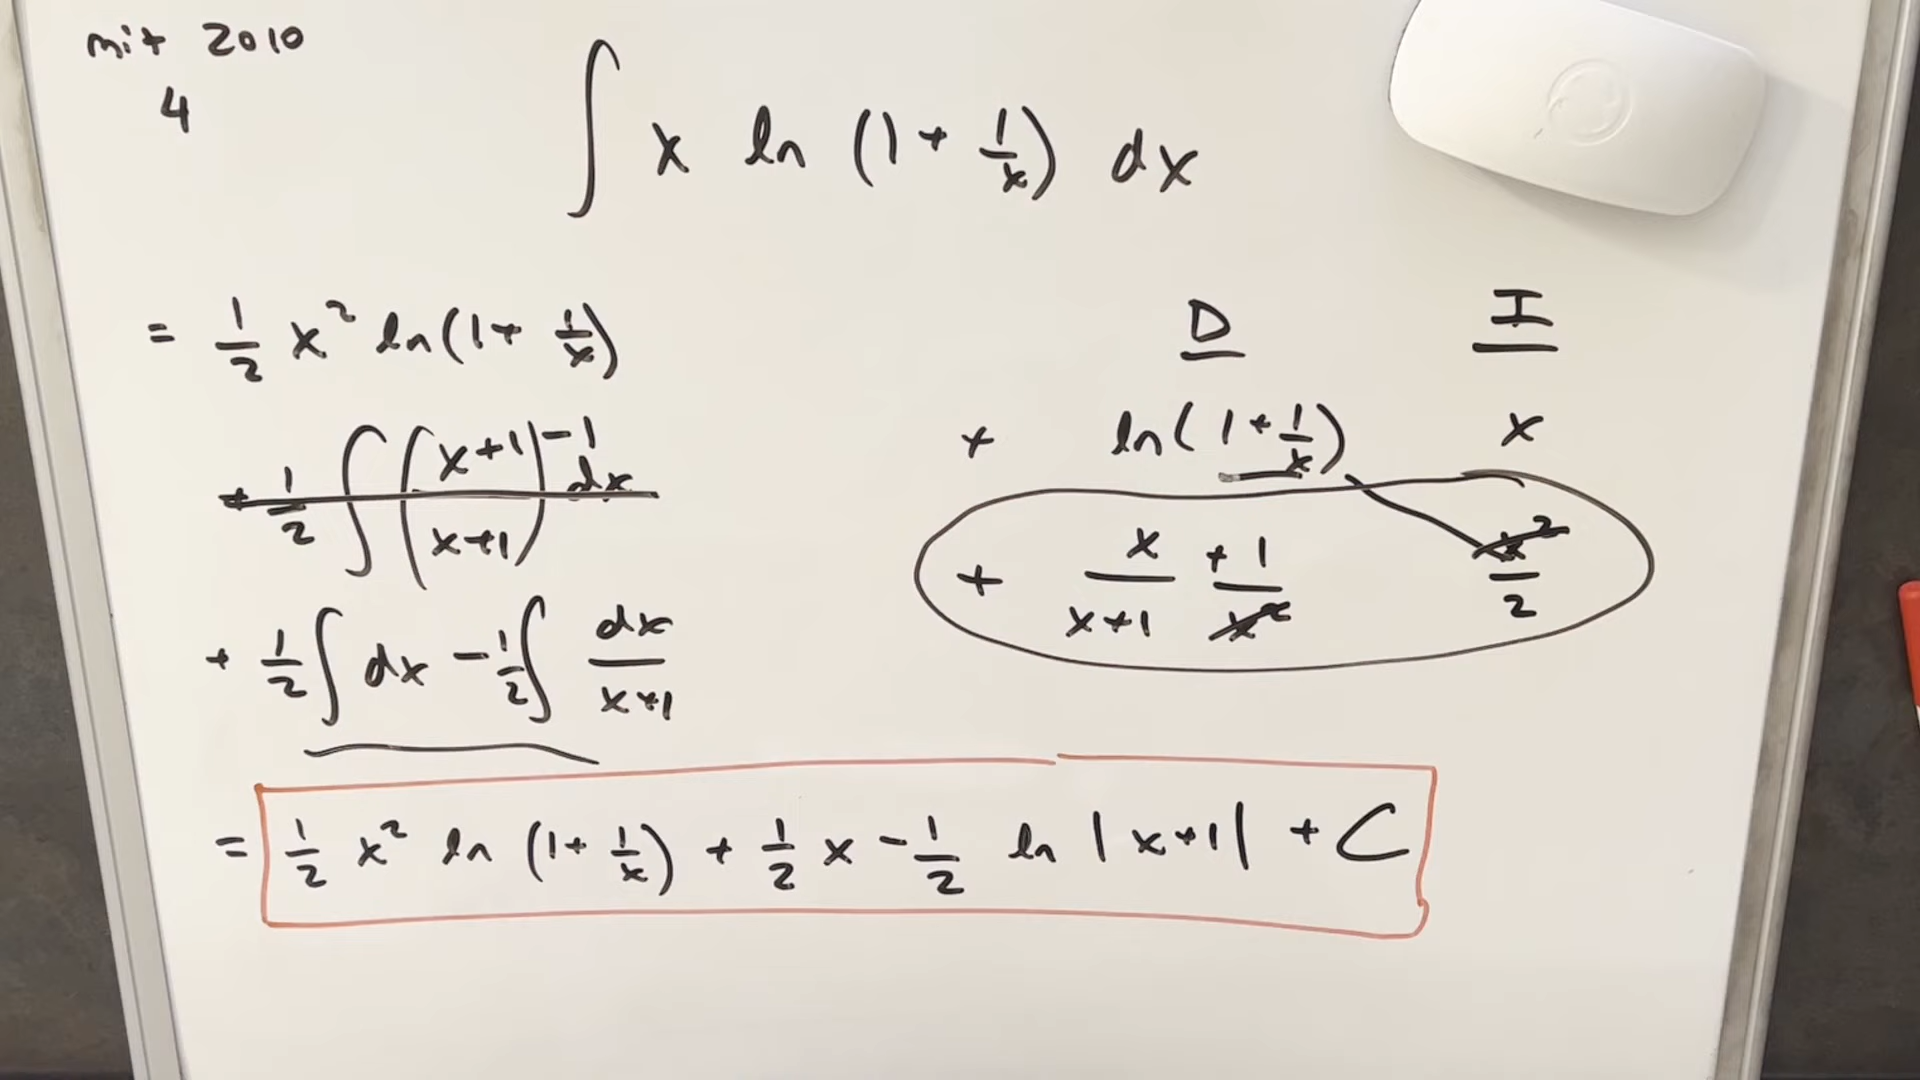 mit 2010
4
∫ x ln (1 + 1/x) dx
= 1/2 x² ln(1 + 1/x)
+ 1/2 ∫ ((x+1) - 1 / (x+1)) dx
+ 1/2 ∫ dx - 1/2 ∫ dx/(x+1)
D I
+ ln(1 + 1/x) x
+ x/(x+1) +1/x² x²/2
= 1/2 x² ln (1 + 1/x) + 1/2 x - 1/2 ln |x+1| + C